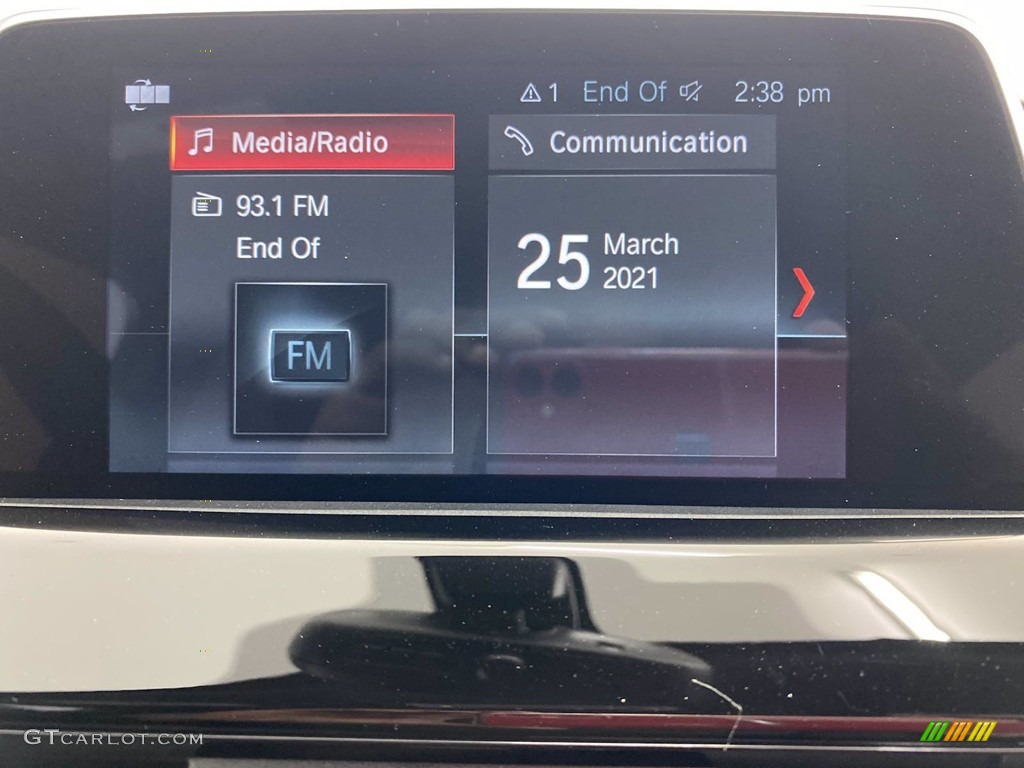 1 End Of 2:38 pm
Media/Radio
Communication
93.1 FM
End Of
FM
25 March
2021
GTCARLOT.COM